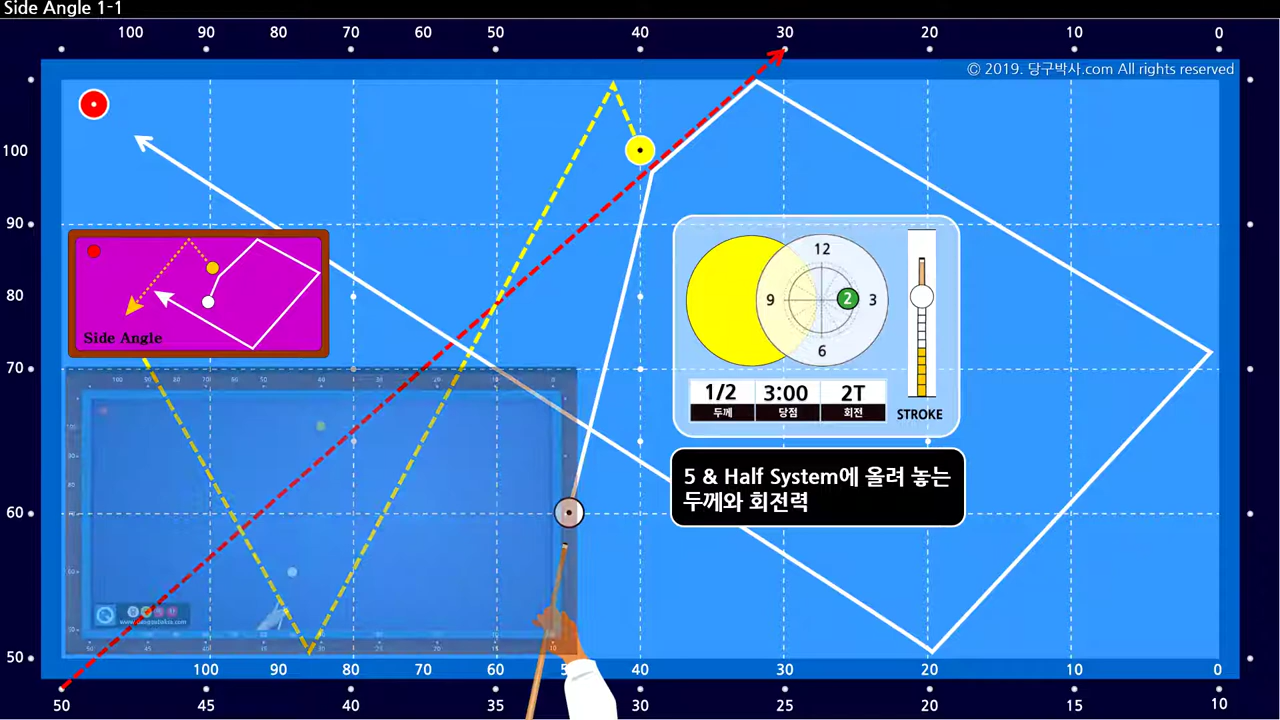 Side Angle 1-1
100 90 80 70 60 50 40 30 20 10 0
© 2019. 당구박사.com All rights reserved
100
90
80
70
60
50
12
9 2 3
6
1/2 3:00 2T
두께 당점 회전
STROKE
Side Angle
5 & Half System에 올려 놓는
두께와 회전력
100 90 80 70 60 5 40 30 20 10 0
50 45 40 35 30 25 20 15 10